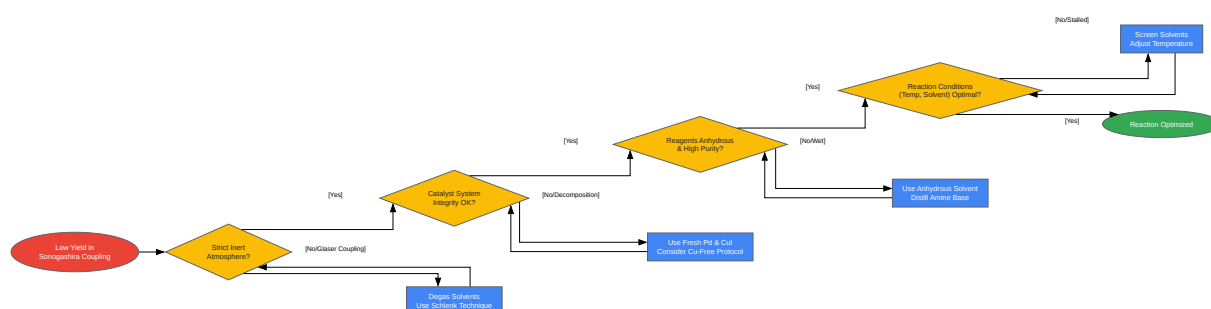 Low Yield in
Sonogashira Coupling
Strict Inert
Atmosphere?
[No/Glaser Coupling]
Degas Solvents
Use Schlenk Technique
[Yes]
Catalyst System
Integrity OK?
[No/Decomposition]
Use Fresh Pd & CuI
Consider Cu-Free Protocol
[Yes]
Reagents Anhydrous
& High Purity?
[No/Wet]
Use Anhydrous Solvent
Distill Amine Base
[Yes]
Reaction Conditions
(Temp, Solvent) Optimal?
[No/Stalled]
Screen Solvents
Adjust Temperature
[Yes]
Reaction Optimized